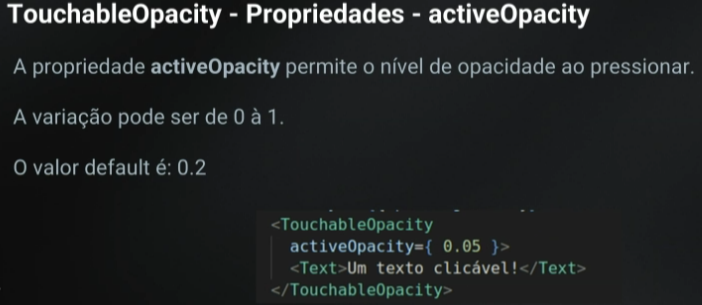 TouchableOpacity - Propriedades - activeOpacity
A propriedade activeOpacity permite o nível de opacidade ao pressionar.
A variação pode ser de 0 à 1.
O valor default é: 0.2
<TouchableOpacity
activeOpacity={ 0.05 }>
<Text>Um texto clicável!</Text>
</TouchableOpacity>